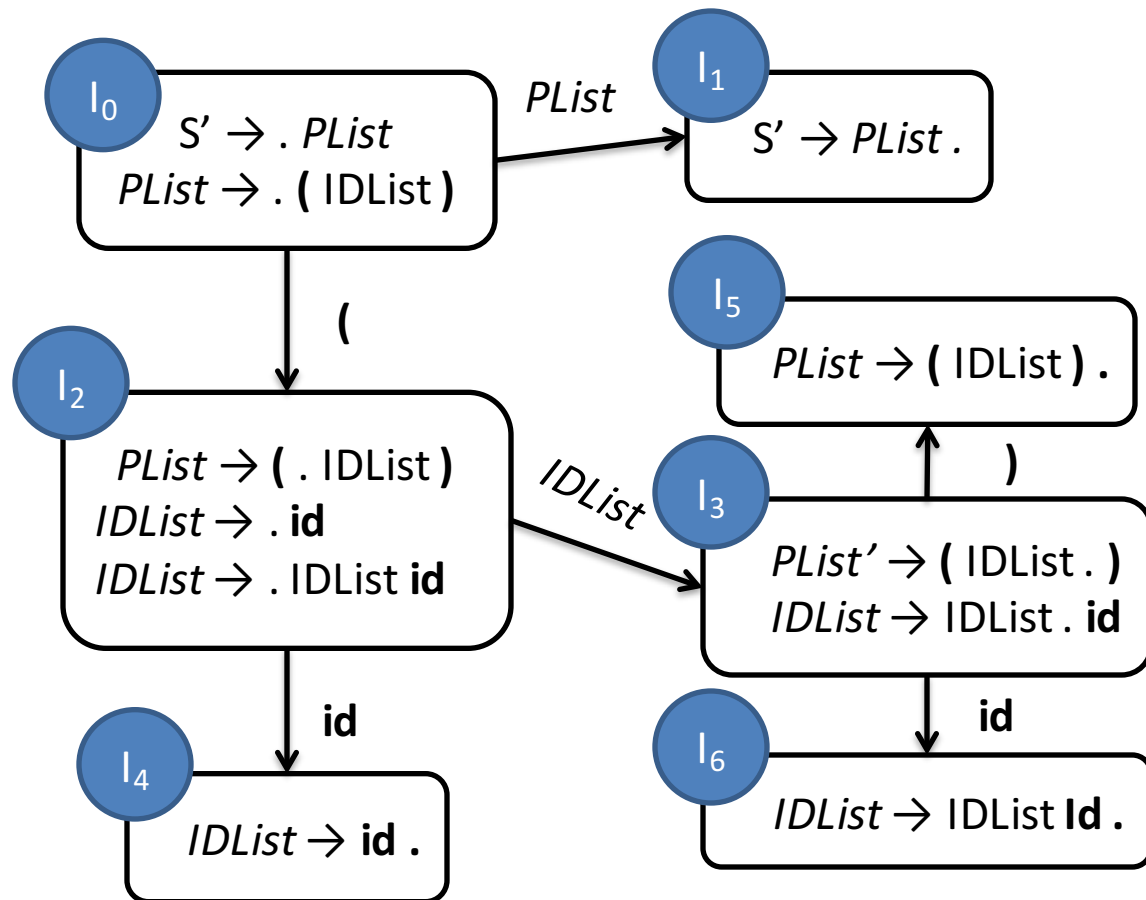 I0
S’ → . PList
PList → . ( IDList )
PList
I1
S’ → PList .
(
I2
PList → ( . IDList )
IDList → . id
IDList → . IDList id
IDList
I5
PList → ( IDList ) .
)
I3
PList’ → ( IDList . )
IDList → IDList . id
id
I4
IDList → id .
id
I6
IDList → IDList Id .